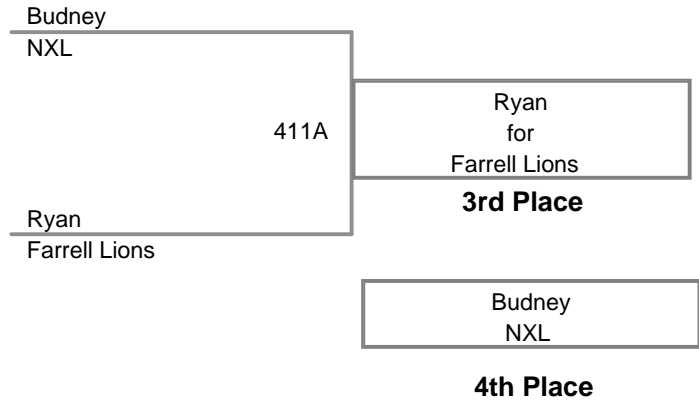 Budney
NXL
411A
Ryan
for
Farrell Lions
3rd Place
Ryan
Farrell Lions
Budney
NXL
4th Place